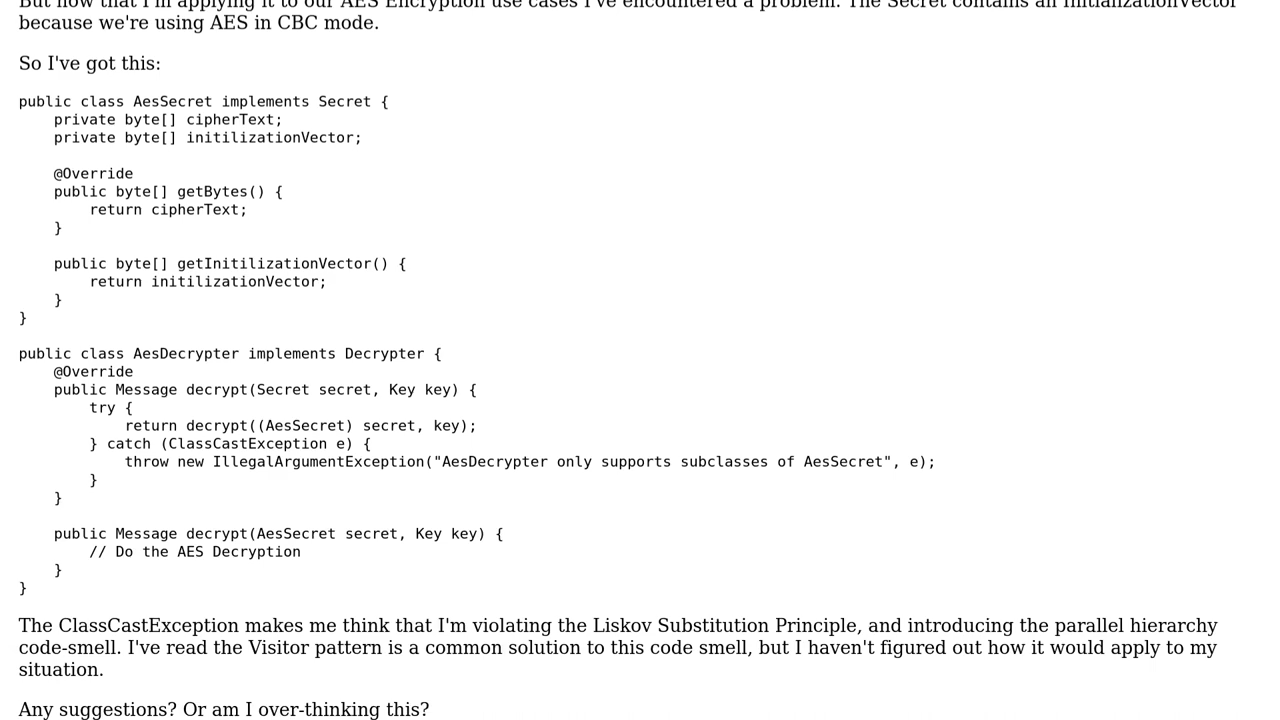 But now that I'm applying it to our AES Encryption use cases I've encountered a problem. The Secret contains an InitializationVector
because we're using AES in CBC mode.
So I've got this:
public class AesSecret implements Secret {
    private byte[] cipherText;
    private byte[] initilizationVector;
    @Override
    public byte[] getBytes() {
        return cipherText;
    }
    public byte[] getInitilizationVector() {
        return initilizationVector;
    }
}
public class AesDecrypter implements Decrypter {
    @Override
    public Message decrypt(Secret secret, Key key) {
        try {
            return decrypt((AesSecret) secret, key);
        } catch (ClassCastException e) {
            throw new IllegalArgumentException("AesDecrypter only supports subclasses of AesSecret", e);
        }
    }
    public Message decrypt(AesSecret secret, Key key) {
        // Do the AES Decryption
    }
}
The ClassCastException makes me think that I'm violating the Liskov Substitution Principle, and introducing the parallel hierarchy
code-smell. I've read the Visitor pattern is a common solution to this code smell, but I haven't figured out how it would apply to my
situation.
Any suggestions? Or am I over-thinking this?